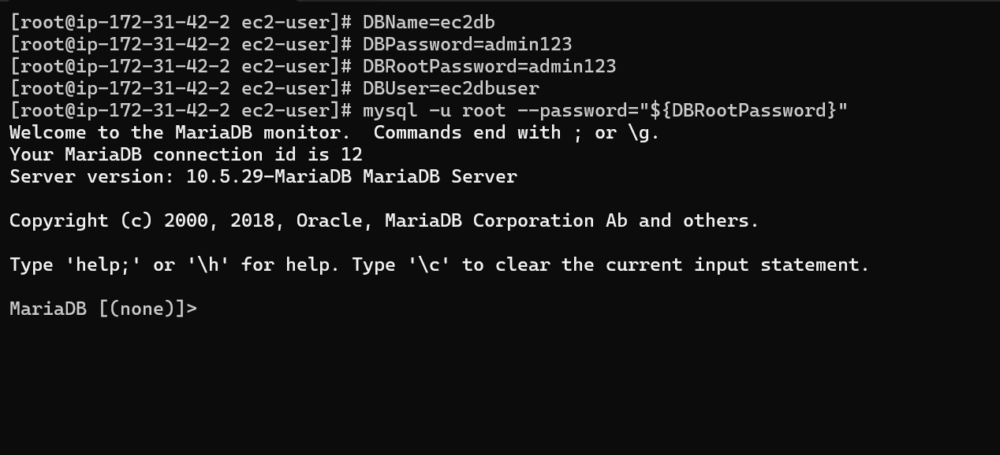 [root@ip-172-31-42-2 ec2-user]# DBName=ec2db
[root@ip-172-31-42-2 ec2-user]# DBPassword=admin123
[root@ip-172-31-42-2 ec2-user]# DBRootPassword=admin123
[root@ip-172-31-42-2 ec2-user]# DBUser=ec2dbuser
[root@ip-172-31-42-2 ec2-user]# mysql -u root --password="${DBRootPassword}"
Welcome to the MariaDB monitor.  Commands end with ; or \g.
Your MariaDB connection id is 12
Server version: 10.5.29-MariaDB MariaDB Server
Copyright (c) 2000, 2018, Oracle, MariaDB Corporation Ab and others.
Type 'help;' or '\h' for help. Type '\c' to clear the current input statement.
MariaDB [(none)]>